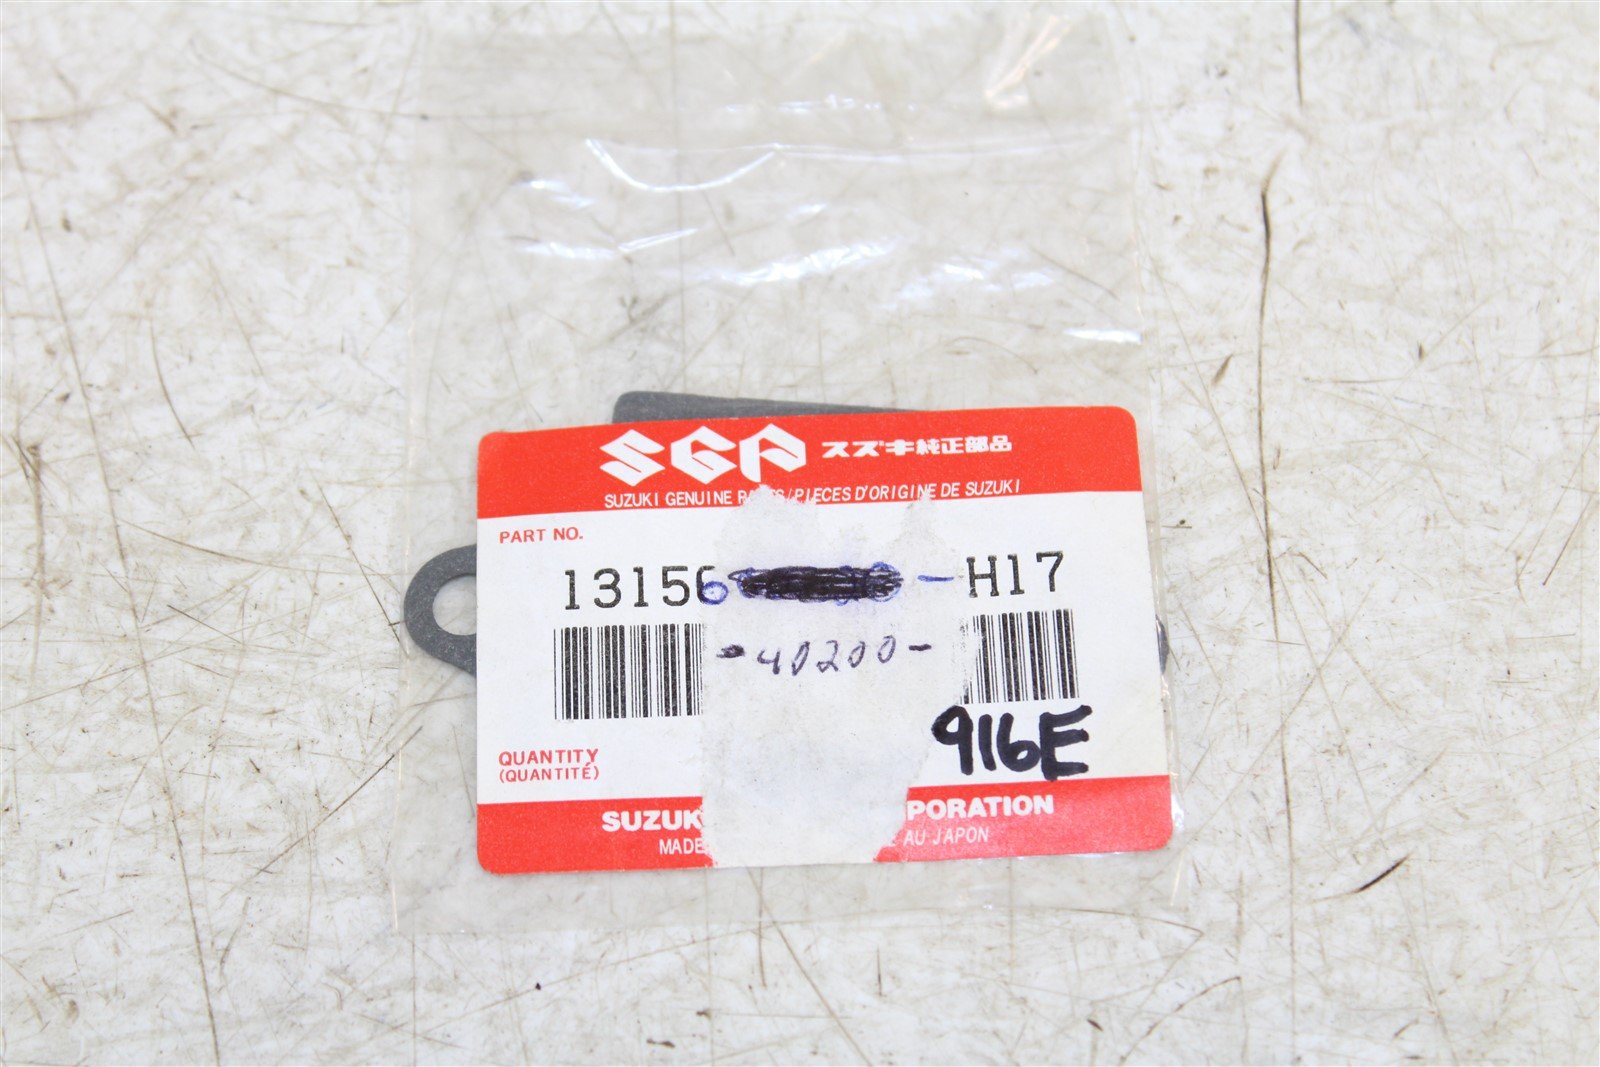 SGP スズキ純正部品
SUZUKI GENUINE PARTS/PIECES D'ORIGINE DE SUZUKI
PART NO.
13156 - H17
-40200-
916E
QUANTITY
(QUANTITÉ)
SUZUK PORATION
MADE AU JAPON